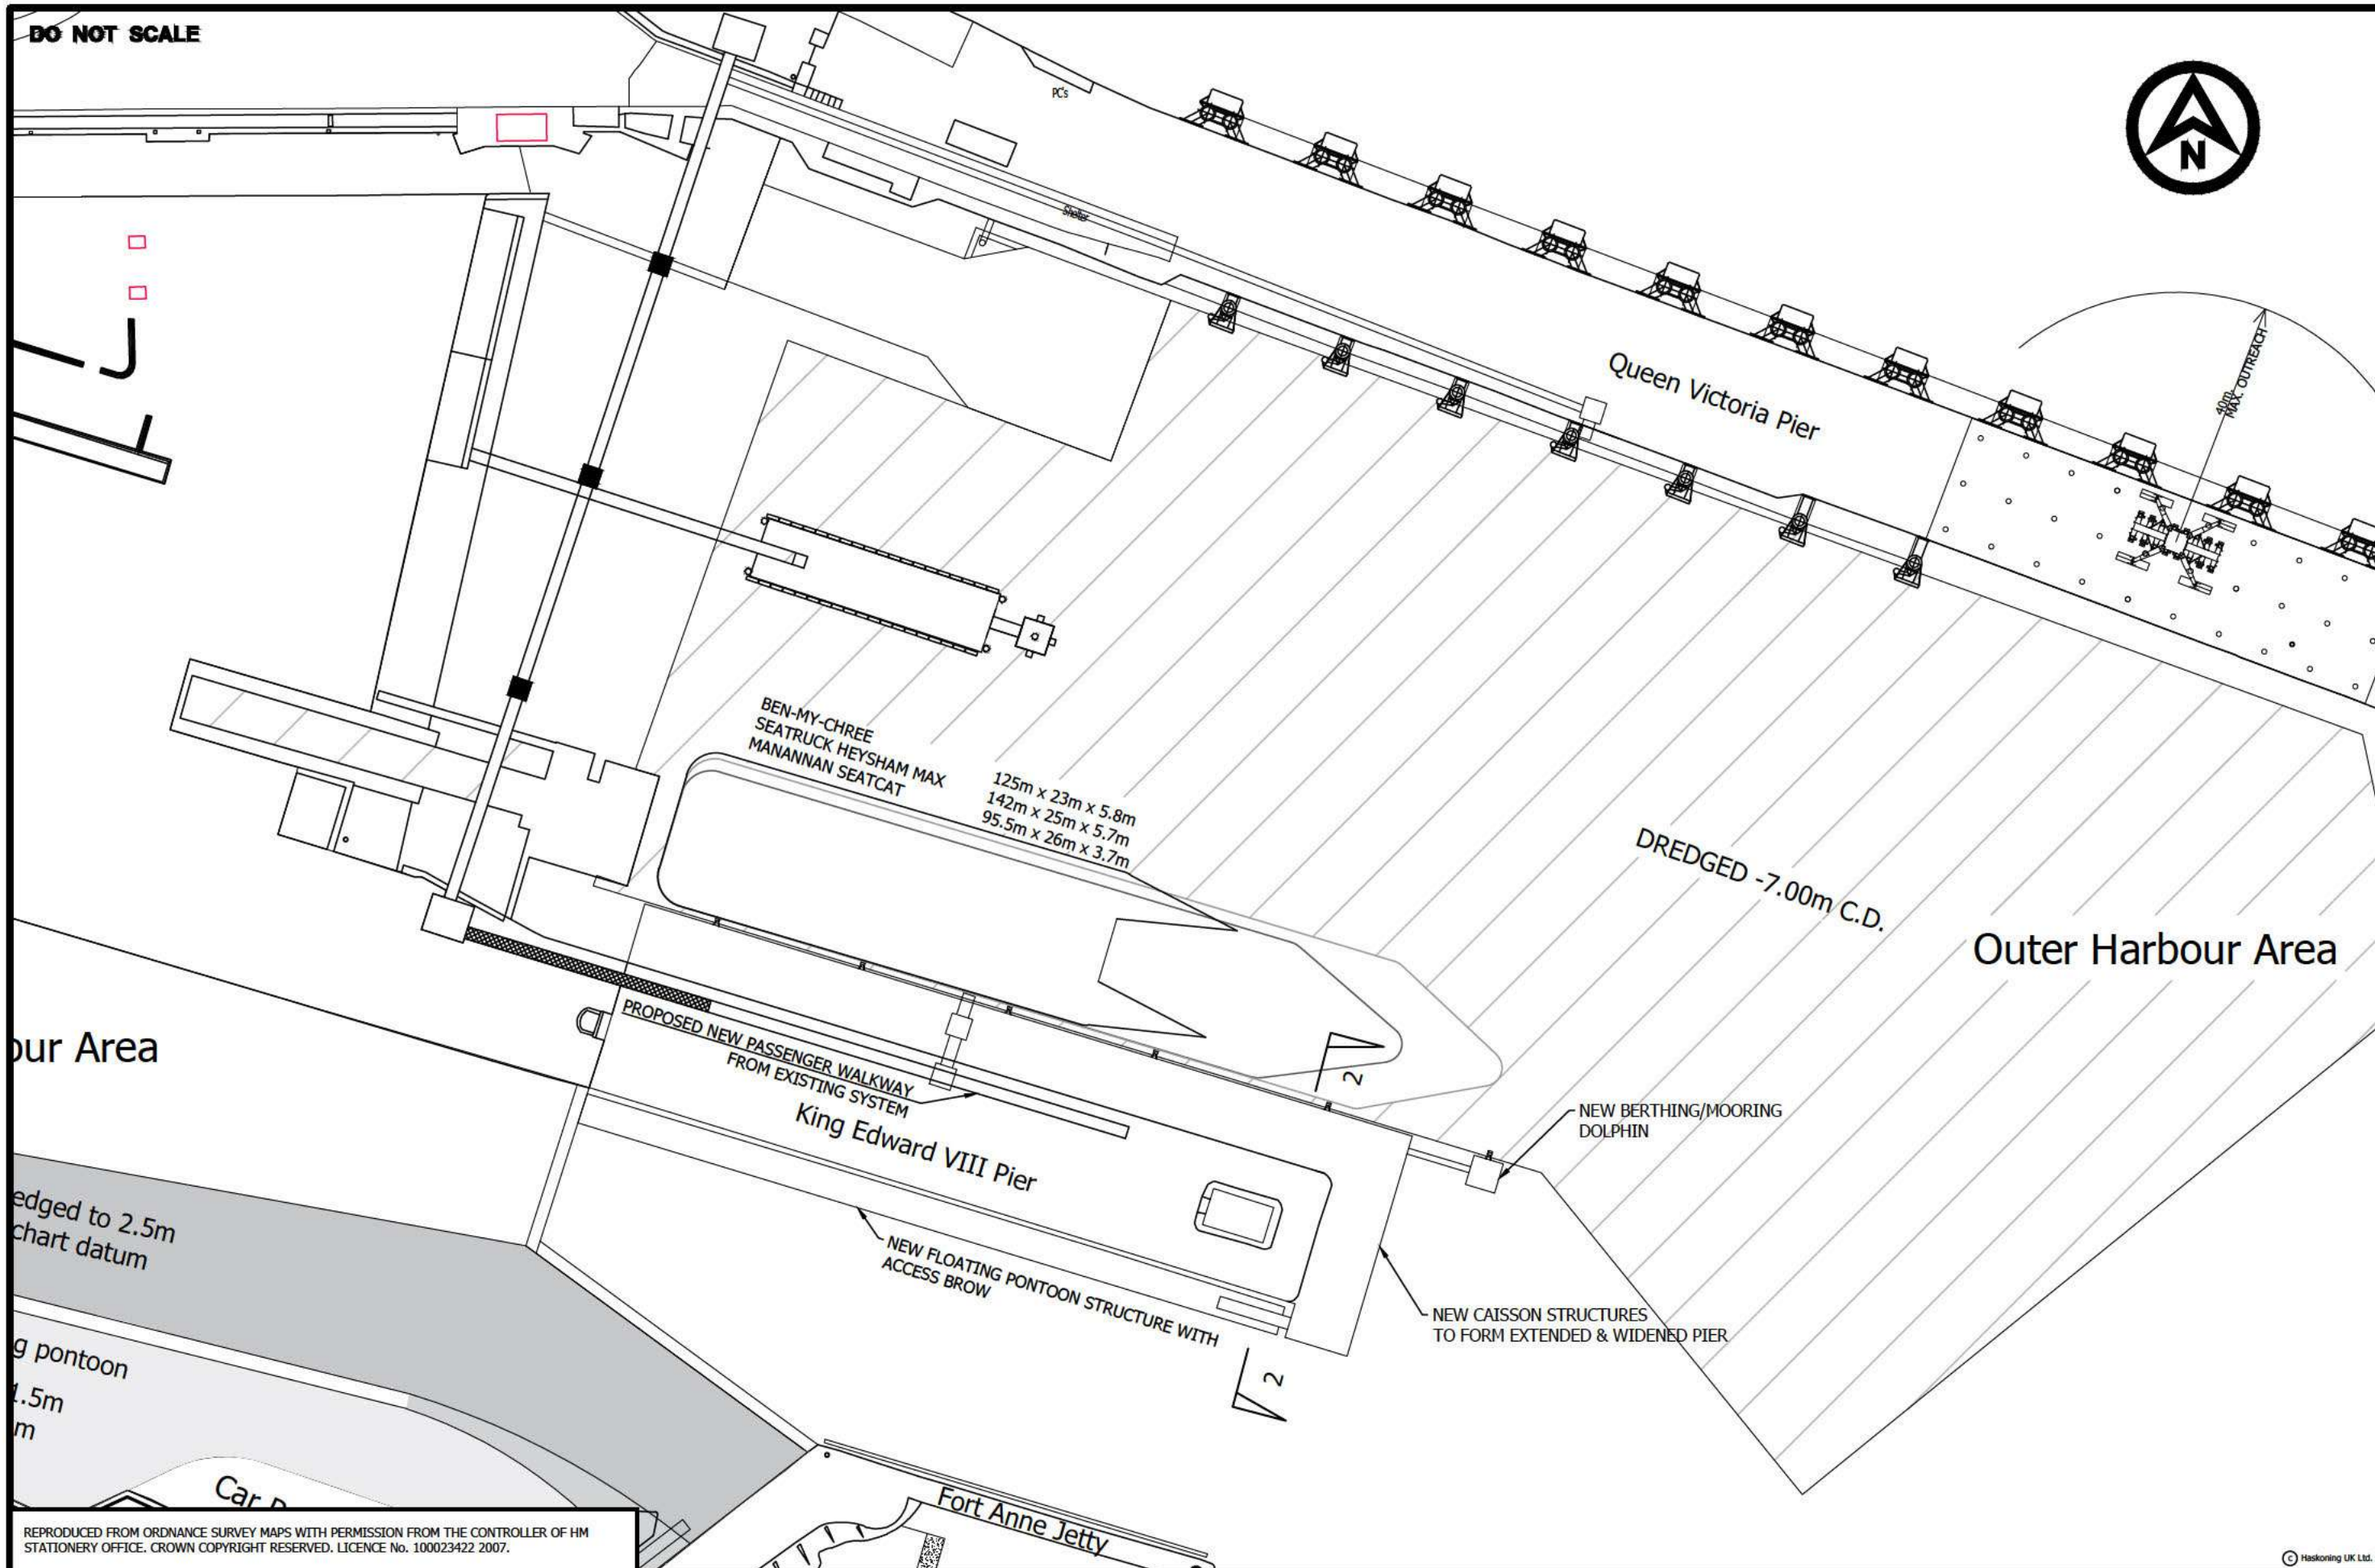 DO NOT SCALE
PC's
N
Shelter
Queen Victoria Pier
40m.
MAX. OUTREACH
BEN-MY-CHREE
SEATRUCK HEYSHAM MAX
MANANNAN SEATCAT
125m x 23m x 5.8m
142m x 25m x 5.7m
95.5m x 26m x 3.7m
DREDGED -7.00m C.D.
Outer Harbour Area
our Area
PROPOSED NEW PASSENGER WALKWAY
FROM EXISTING SYSTEM
King Edward VIII Pier
2
NEW BERTHING/MOORING
DOLPHIN
edged to 2.5m
chart datum
NEW FLOATING PONTOON STRUCTURE WITH
ACCESS BROW
NEW CAISSON STRUCTURES
TO FORM EXTENDED & WIDENED PIER
g pontoon
1.5m
m
2
Car
Fort Anne Jetty
REPRODUCED FROM ORDNANCE SURVEY MAPS WITH PERMISSION FROM THE CONTROLLER OF HM
STATIONERY OFFICE. CROWN COPYRIGHT RESERVED. LICENCE No. 100023422 2007.
© Haskoning UK Ltd.